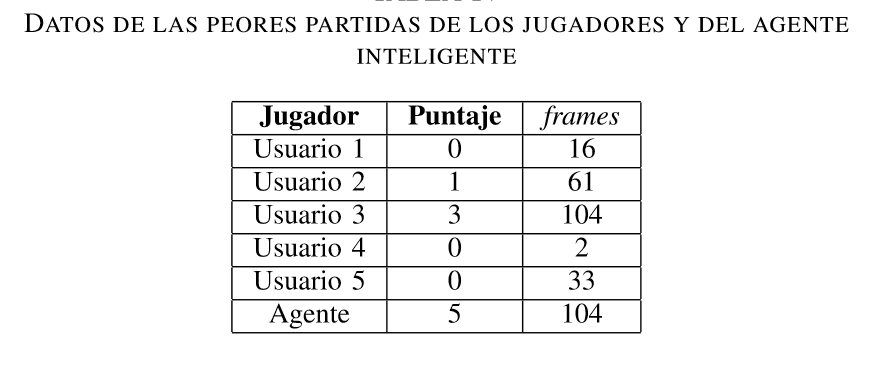 DATOS DE LAS PEORES PARTIDAS DE LOS JUGADORES Y DEL AGENTE
INTELIGENTE
Jugador Puntaje frames
Usuario 1 0 16
Usuario 2 1 61
Usuario 3 3 104
Usuario 4 0 2
Usuario 5 0 33
Agente 5 104